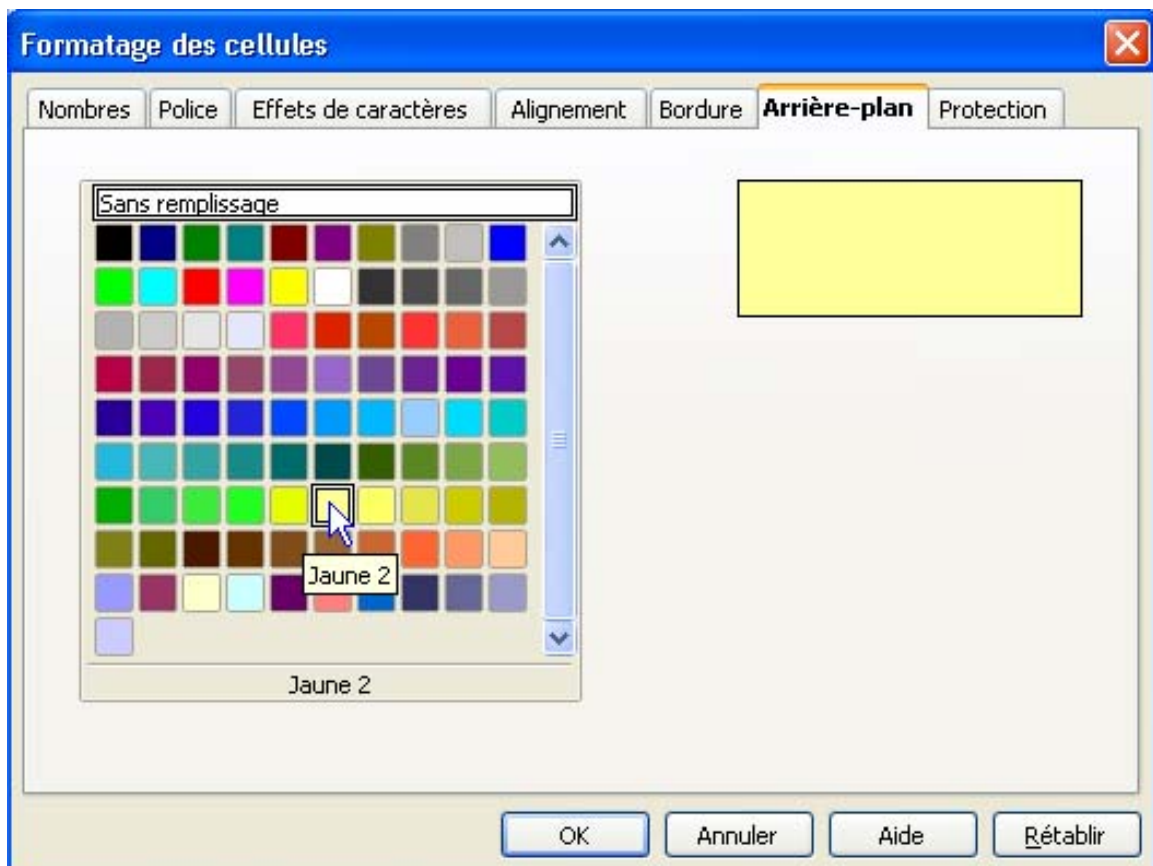 Formatage des cellules
Nombres Police Effets de caractères Alignement Bordure Arrière-plan Protection
Sans remplissage
Jaune 2
Jaune 2
OK Annuler Aide Rétablir